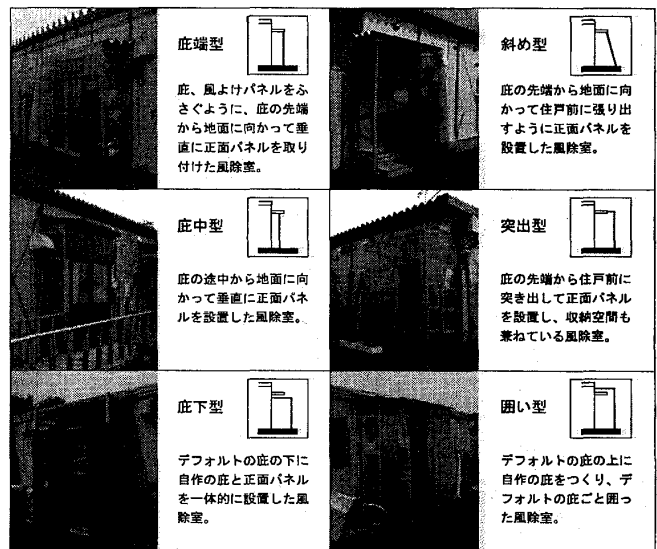 庇端型
庇、風よけパネルをふ
さぐように、庇の先端
から地面に向かって垂
直に正面パネルを取り
付けた風除室。
斜め型
庇の先端から地面に向
かって住戸前に張り出
すように正面パネルを
設置した風除室。
庇中型
庇の途中から地面に向
かって垂直に正面パネ
ルを設置した風除室。
突出型
庇の先端から住戸前に
突き出して正面パネル
を設置し、収納空間も
兼ねている風除室。
庇下型
デフォルトの庇の下に
自作の庇と正面パネル
を一体的に設置した風
除室。
囲い型
デフォルトの庇の上に
自作の庇をつくり、デ
フォルトの庇ごと囲っ
た風除室。